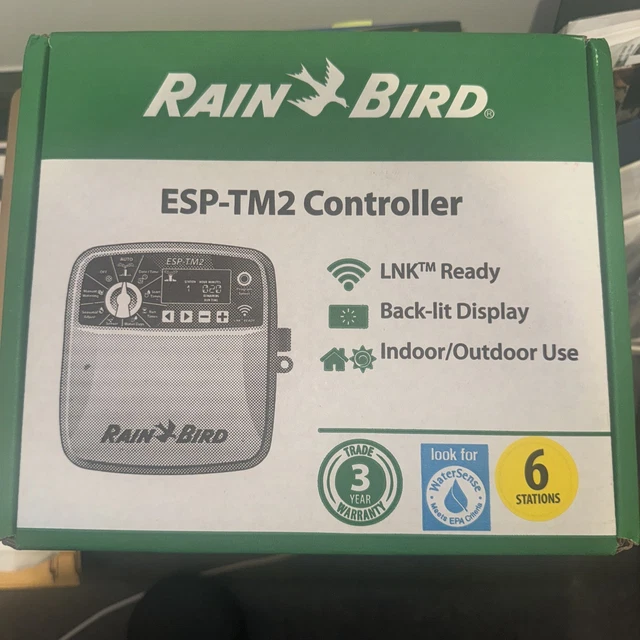 RAIN BIRD®
ESP-TM2 Controller
ESP-TM2
AUTO
LNK™ Ready
Back-lit Display
Indoor/Outdoor Use
RAIN BIRD
TRADE
3
YEAR
WARRANTY
look for
WaterSense
Meets EPA Criteria
6
STATIONS